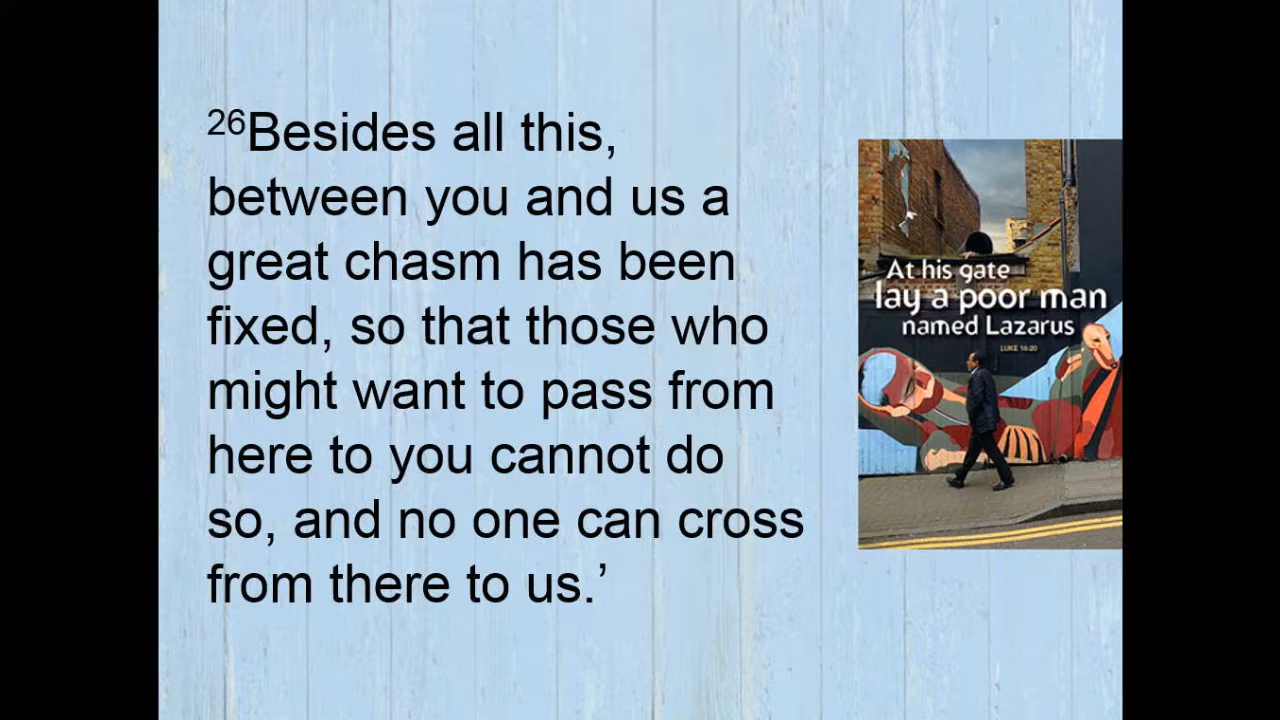 26Besides all this,
between you and us a
great chasm has been
fixed, so that those who
might want to pass from
here to you cannot do
so, and no one can cross
from there to us.’
At his gate
lay a poor man
named Lazarus
LUKE 16:20